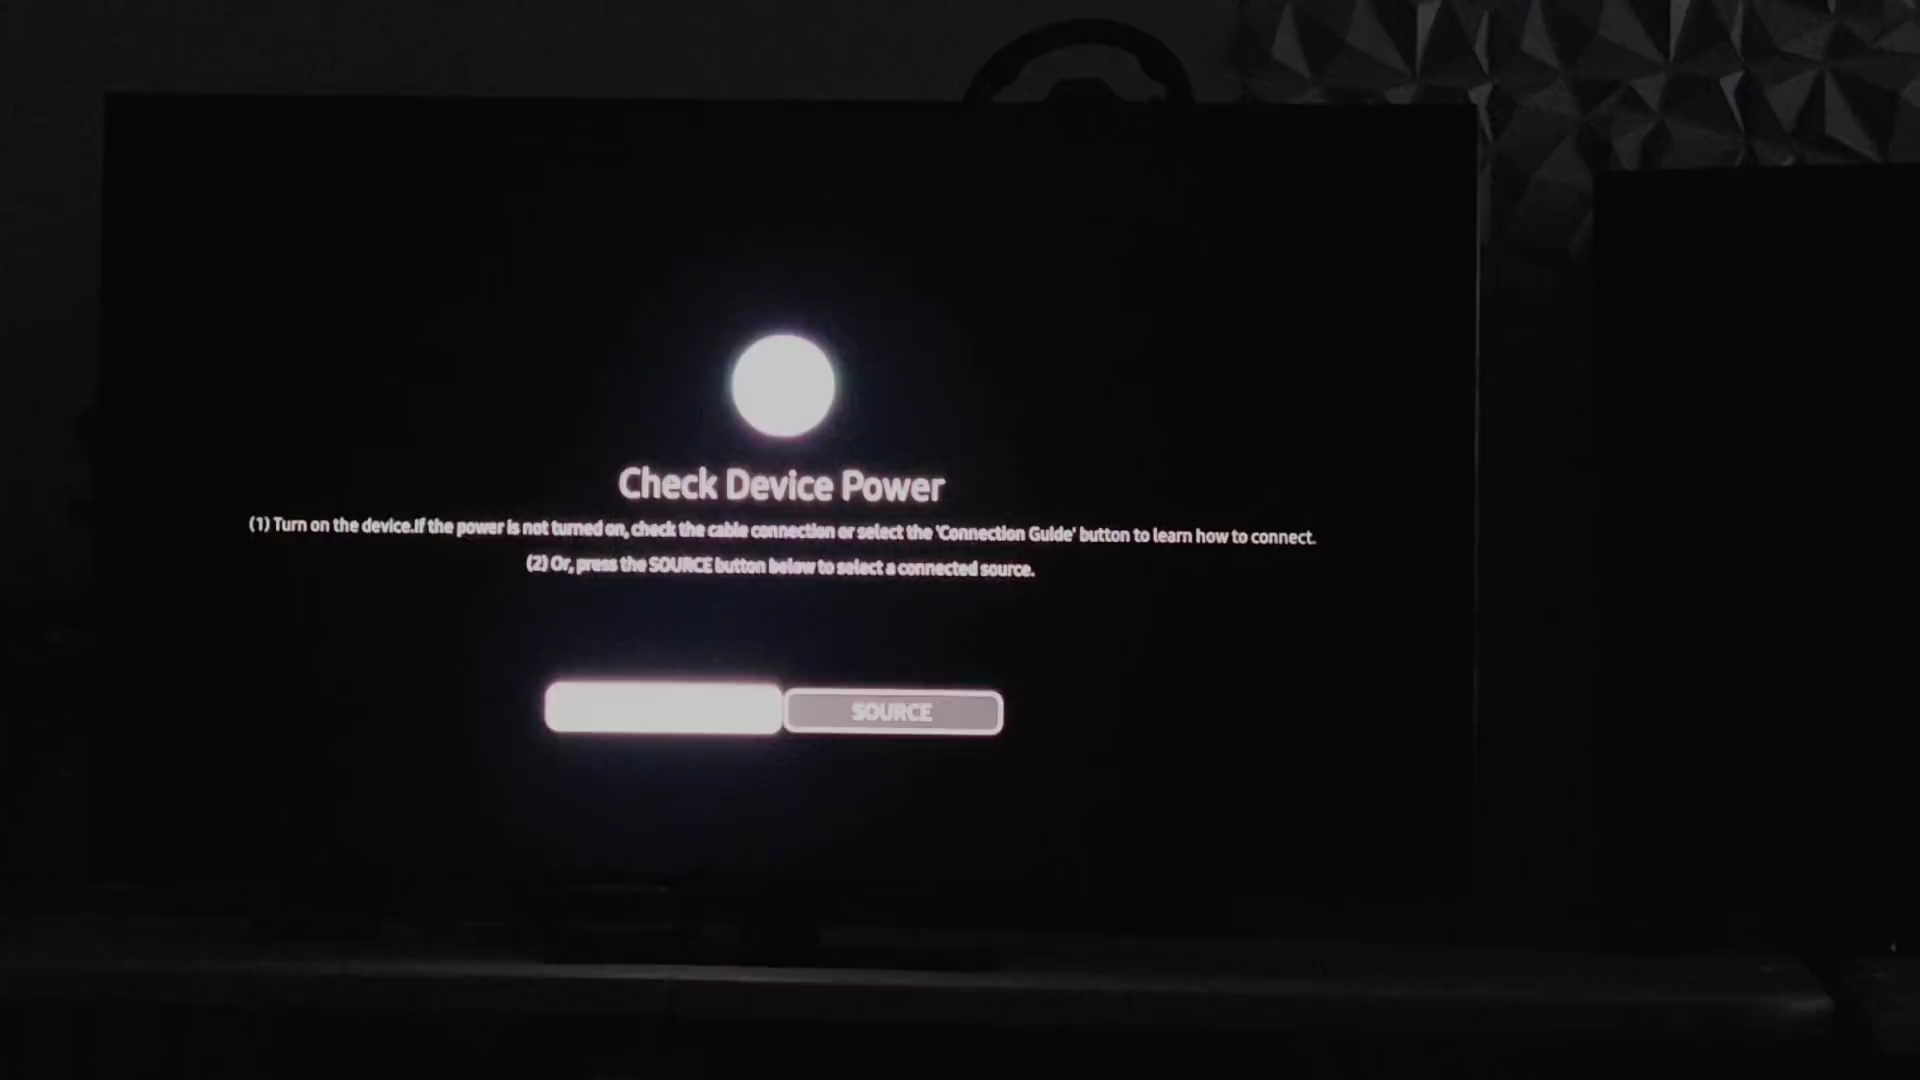 Check Device Power
(1) Turn on the device.If the power is not turned on, check the cable connection or select the 'Connection Guide' button to learn how to connect.
(2) Or, press the SOURCE button below to select a connected source.
SOURCE